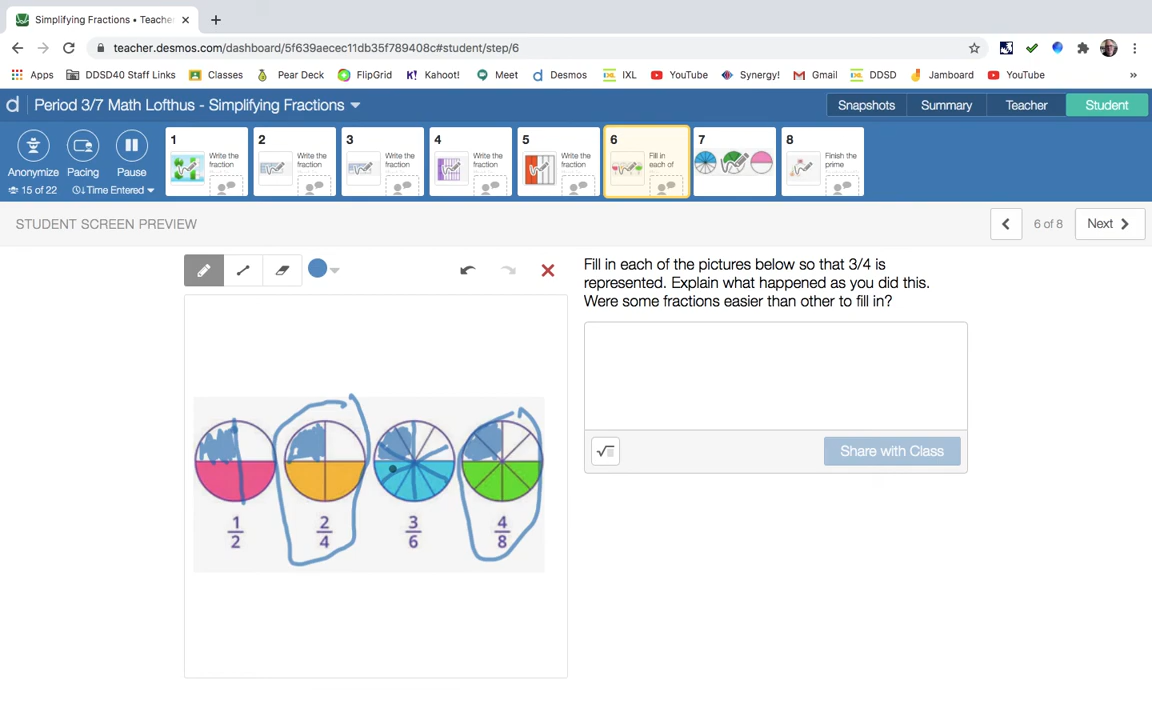 Simplifying Fractions • Teache
teacher.desmos.com/dashboard/5f639aecec11db35f789408c#student/step/6
Apps DDSD40 Staff Links Classes Pear Deck FlipGrid K! Kahoot! Meet d Desmos IXL YouTube Synergy! Gmail DDSD Jamboard YouTube »
d Period 3/7 Math Lofthus - Simplifying Fractions Snapshots Summary Teacher Student
Anonymize Pacing Pause
15 of 22 Time Entered
1 Write the fraction
2 Write the fraction
3 Write the fraction
4 Write the fraction
5 Write the fraction
6 Fill in each of
7
8 Finish the prime
STUDENT SCREEN PREVIEW 6 of 8 Next
Fill in each of the pictures below so that 3/4 is
represented. Explain what happened as you did this.
Were some fractions easier than other to fill in?
Share with Class
1/2 2/4 3/6 4/8